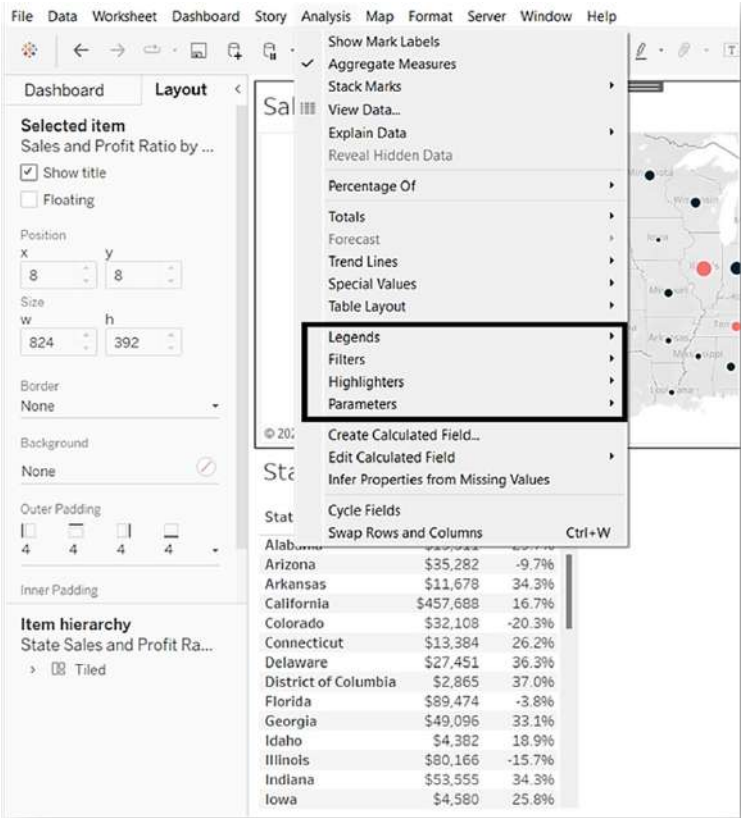 File Data Worksheet Dashboard Story Analysis Map Format Server Window Help
Dashboard Layout
Selected item
Sales and Profit Ratio by ...
Show title
Floating
Position
x y
8 8
Size
w h
824 392
Border
None
Background
None
Outer Padding
4 4 4 4
Inner Padding
Item hierarchy
State Sales and Profit Ra...
Tiled
Show Mark Labels
Aggregate Measures
Stack Marks
View Data...
Explain Data
Reveal Hidden Data
Percentage Of
Totals
Forecast
Trend Lines
Special Values
Table Layout
Legends
Filters
Highlighters
Parameters
Create Calculated Field...
Edit Calculated Field
Infer Properties from Missing Values
Cycle Fields
Swap Rows and Columns Ctrl+W
Sal
© 202
Sta
Stat
Alabama
Arizona $35,282 -9.7%
Arkansas $11,678 34.3%
California $457,688 16.7%
Colorado $32,108 -20.3%
Connecticut $13,384 26.2%
Delaware $27,451 36.3%
District of Columbia $2,865 37.0%
Florida $89,474 -3.8%
Georgia $49,096 33.1%
Idaho $4,382 18.9%
Illinois $80,166 -15.7%
Indiana $53,555 34.3%
Iowa $4,580 25.8%